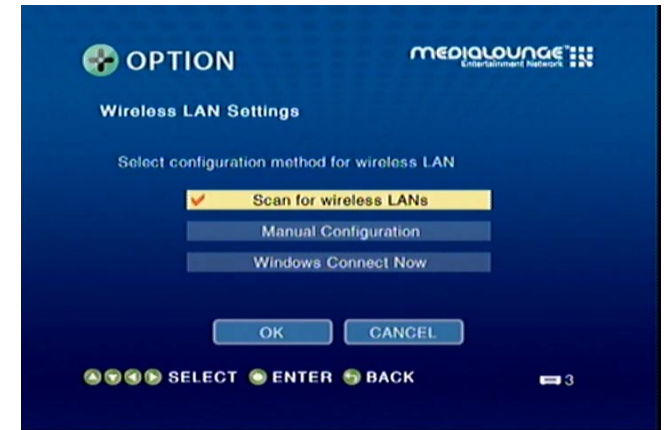 OPTION
MEDIALOUNGE™
Entertainment Network
Wireless LAN Settings
Select configuration method for wireless LAN
Scan for wireless LANs
Manual Configuration
Windows Connect Now
OK CANCEL
SELECT ENTER BACK 3